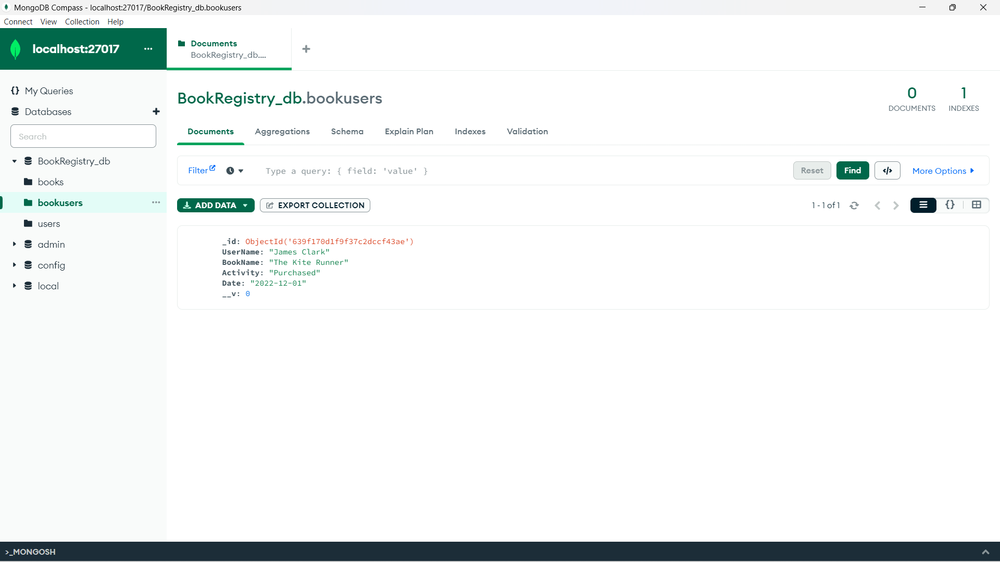 MongoDB Compass - localhost:27017/BookRegistry_db.bookusers
Connect View Collection Help
localhost:27017 ...
Documents
BookRegistry_db....
+
{} My Queries
Databases +
Search
BookRegistry_db
books
bookusers ...
users
admin
config
local
BookRegistry_db.bookusers
0
DOCUMENTS
1
INDEXES
Documents Aggregations Schema Explain Plan Indexes Validation
Filter Type a query: { field: 'value' } Reset Find </> More Options
ADD DATA EXPORT COLLECTION 1 - 1 of 1 {}
_id: ObjectId('639f170d1f9f37c2dccf43ae')
UserName: "James Clark"
BookName: "The Kite Runner"
Activity: "Purchased"
Date: "2022-12-01"
__v: 0
>_MONGOSH